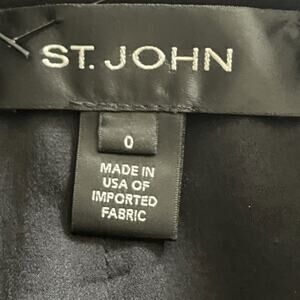 ST. JOHN
0
MADE IN
USA OF
IMPORTED
FABRIC